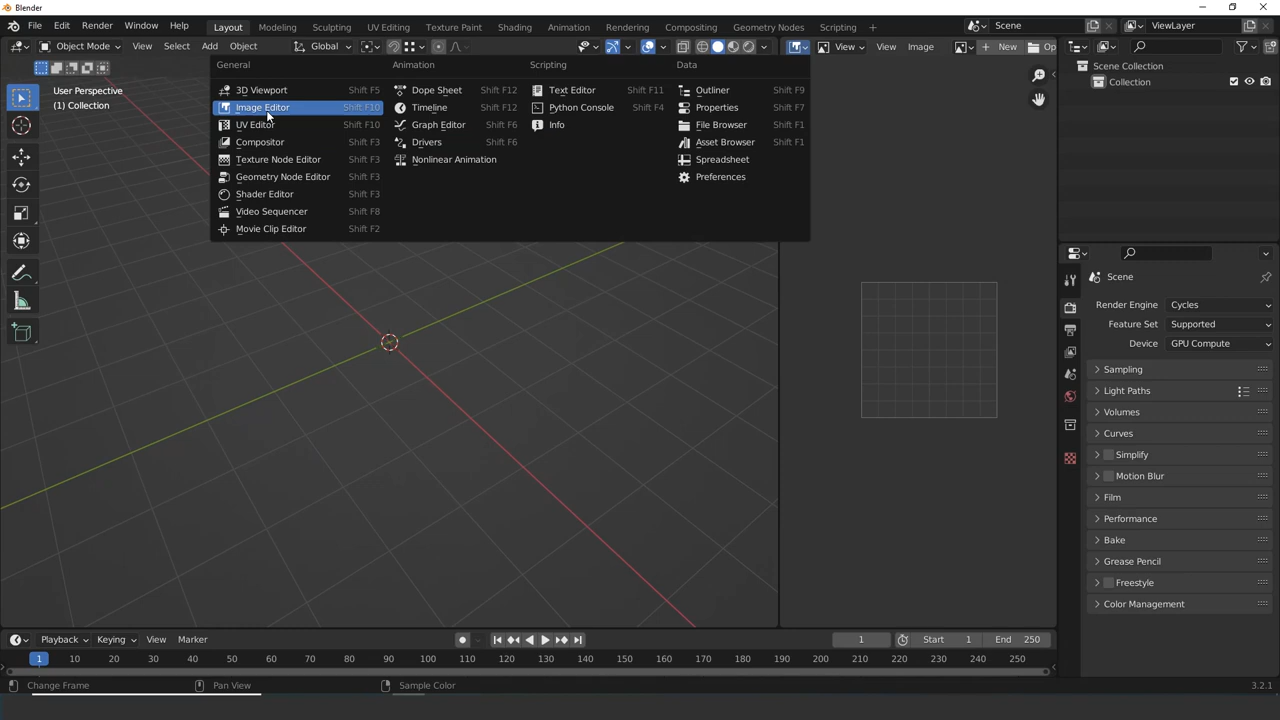 Blender
File Edit Render Window Help Layout Modeling Sculpting UV Editing Texture Paint Shading Animation Rendering Compositing Geometry Nodes Scripting + Scene ViewLayer
Object Mode View Select Add Object Global View View Image New Op
User Perspective
(1) Collection
General Animation Scripting Data
3D Viewport Shift F5 Dope Sheet Shift F12 Text Editor Shift F11 Outliner Shift F9
Image Editor Shift F10 Timeline Shift F12 Python Console Shift F4 Properties Shift F7
UV Editor Shift F10 Graph Editor Shift F6 Info File Browser Shift F1
Compositor Shift F3 Drivers Shift F6 Asset Browser Shift F1
Texture Node Editor Shift F3 Nonlinear Animation Spreadsheet
Geometry Node Editor Shift F3 Preferences
Shader Editor Shift F3
Video Sequencer Shift F8
Movie Clip Editor Shift F2
Scene Collection
Collection
Scene
Render Engine Cycles
Feature Set Supported
Device GPU Compute
Sampling
Light Paths
Volumes
Curves
Simplify
Motion Blur
Film
Performance
Bake
Grease Pencil
Freestyle
Color Management
Playback Keying View Marker 1 Start 1 End 250
1 10 20 30 40 50 60 70 80 90 100 110 120 130 140 150 160 170 180 190 200 210 220 230 240 250
Change Frame Pan View Sample Color 3.2.1